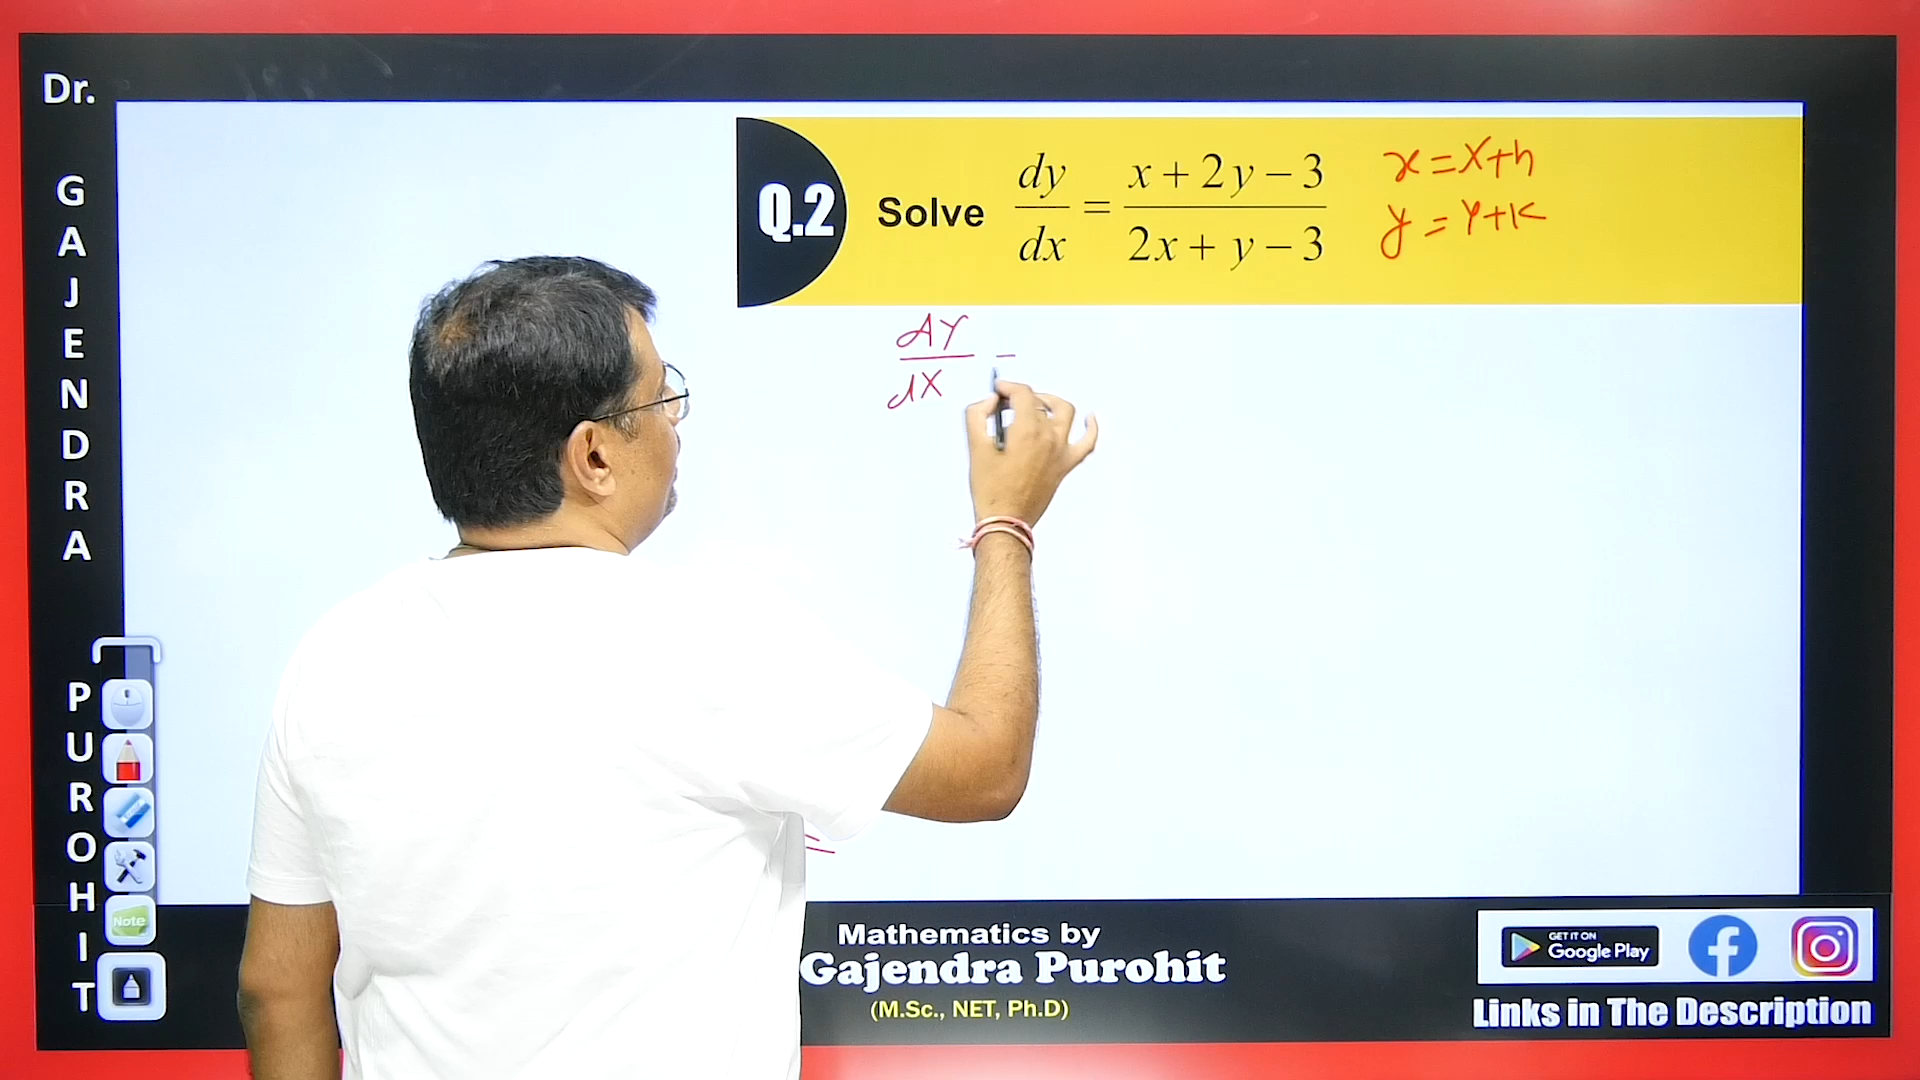 Dr.
GAJENDRA
PUROHIT
Q.2
Solve dy/dx = (x + 2y − 3)/(2x + y − 3)
x = X+h
y = Y+K
dY/dX =
=
Note
Mathematics by
Gajendra Purohit
(M.Sc., NET, Ph.D)
GET IT ON
Google Play
Links in The Description